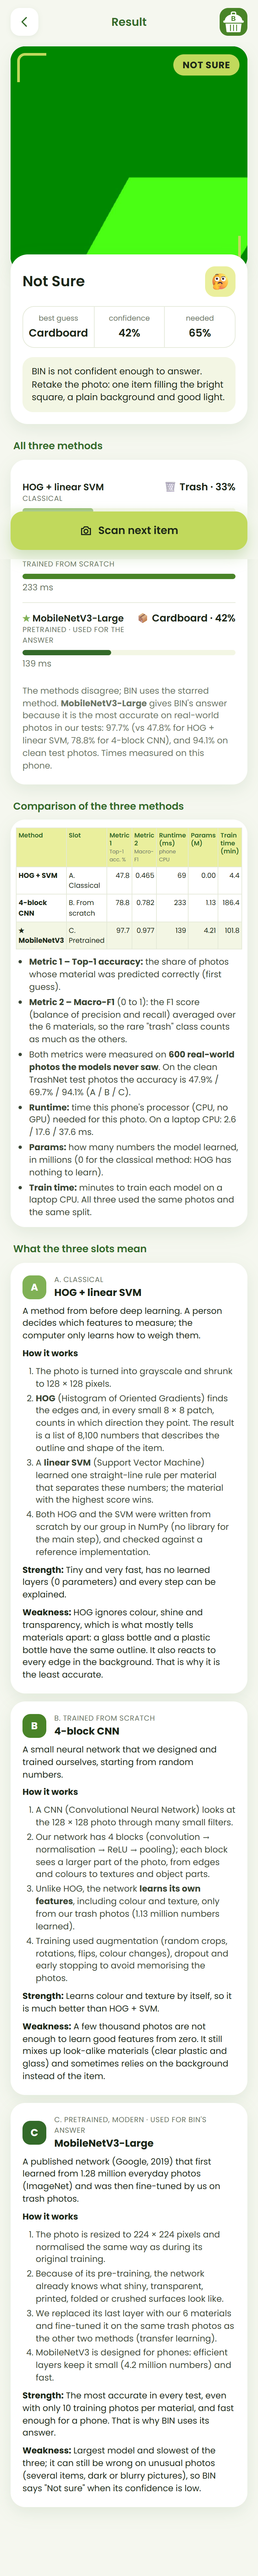 Result
B
NOT SURE
Not Sure
best guess
Cardboard
confidence
42%
needed
65%
BIN is not confident enough to answer.
Retake the photo: one item filling the bright
square, a plain background and good light.
All three methods
HOG + linear SVM
CLASSICAL
Trash · 33%
Scan next item
TRAINED FROM SCRATCH
233 ms
★ MobileNetV3-Large
PRETRAINED · USED FOR THE
ANSWER
Cardboard · 42%
139 ms
The methods disagree; BIN uses the starred
method. MobileNetV3-Large gives BIN's answer
because it is the most accurate on real-world
photos in our tests: 97.7% (vs 47.8% for HOG +
linear SVM, 78.8% for 4-block CNN), and 94.1% on
clean test photos. Times measured on this
phone.
Comparison of the three methods
Method Slot Metric 1 Top-1 acc. % Metric 2 Macro-F1 Runtime (ms) phone CPU Params (M) Train time (min)
HOG + SVM A. Classical 47.8 0.465 69 0.00 4.4
4-block CNN B. From scratch 78.8 0.782 233 1.13 186.4
★ MobileNetV3 C. Pretrained 97.7 0.977 139 4.21 101.8
• Metric 1 – Top-1 accuracy: the share of photos
whose material was predicted correctly (first
guess).
• Metric 2 – Macro-F1 (0 to 1): the F1 score
(balance of precision and recall) averaged over
the 6 materials, so the rare "trash" class counts
as much as the others.
• Both metrics were measured on 600 real-world
photos the models never saw. On the clean
TrashNet test photos the accuracy is 47.9% /
69.7% / 94.1% (A / B / C).
• Runtime: time this phone's processor (CPU, no
GPU) needed for this photo. On a laptop CPU: 2.6
/ 17.6 / 37.6 ms.
• Params: how many numbers the model learned,
in millions (0 for the classical method: HOG has
nothing to learn).
• Train time: minutes to train each model on a
laptop CPU. All three used the same photos and
the same split.
What the three slots mean
A
A. CLASSICAL
HOG + linear SVM
A method from before deep learning. A person
decides which features to measure; the
computer only learns how to weigh them.
How it works
1. The photo is turned into grayscale and shrunk
to 128 × 128 pixels.
2. HOG (Histogram of Oriented Gradients) finds
the edges and, in every small 8 × 8 patch,
counts in which direction they point. The result
is a list of 8,100 numbers that describes the
outline and shape of the item.
3. A linear SVM (Support Vector Machine)
learned one straight-line rule per material
that separates these numbers; the material
with the highest score wins.
4. Both HOG and the SVM were written from
scratch by our group in NumPy (no library for
the main step), and checked against a
reference implementation.
Strength: Tiny and very fast, has no learned
layers (0 parameters) and every step can be
explained.
Weakness: HOG ignores colour, shine and
transparency, which is what mostly tells
materials apart: a glass bottle and a plastic
bottle have the same outline. It also reacts to
every edge in the background. That is why it is
the least accurate.
B
B. TRAINED FROM SCRATCH
4-block CNN
A small neural network that we designed and
trained ourselves, starting from random
numbers.
How it works
1. A CNN (Convolutional Neural Network) looks at
the 128 × 128 photo through many small filters.
2. Our network has 4 blocks (convolution →
normalisation → ReLU → pooling); each block
sees a larger part of the photo, from edges
and colours to textures and object parts.
3. Unlike HOG, the network learns its own
features, including colour and texture, only
from our trash photos (1.13 million numbers
learned).
4. Training used augmentation (random crops,
rotations, flips, colour changes), dropout and
early stopping to avoid memorising the
photos.
Strength: Learns colour and texture by itself, so it
is much better than HOG + SVM.
Weakness: A few thousand photos are not
enough to learn good features from zero. It still
mixes up look-alike materials (clear plastic and
glass) and sometimes relies on the background
instead of the item.
C
C. PRETRAINED, MODERN · USED FOR BIN'S
ANSWER
MobileNetV3-Large
A published network (Google, 2019) that first
learned from 1.28 million everyday photos
(ImageNet) and was then fine-tuned by us on
trash photos.
How it works
1. The photo is resized to 224 × 224 pixels and
normalised the same way as during its
original training.
2. Because of its pre-training, the network
already knows what shiny, transparent,
printed, folded or crushed surfaces look like.
3. We replaced its last layer with our 6 materials
and fine-tuned it on the same trash photos as
the other two methods (transfer learning).
4. MobileNetV3 is designed for phones: efficient
layers keep it small (4.2 million numbers) and
fast.
Strength: The most accurate in every test, even
with only 10 training photos per material, and fast
enough for a phone. That is why BIN uses its
answer.
Weakness: Largest model and slowest of the
three; it can still be wrong on unusual photos
(several items, dark or blurry pictures), so BIN
says "Not sure" when its confidence is low.